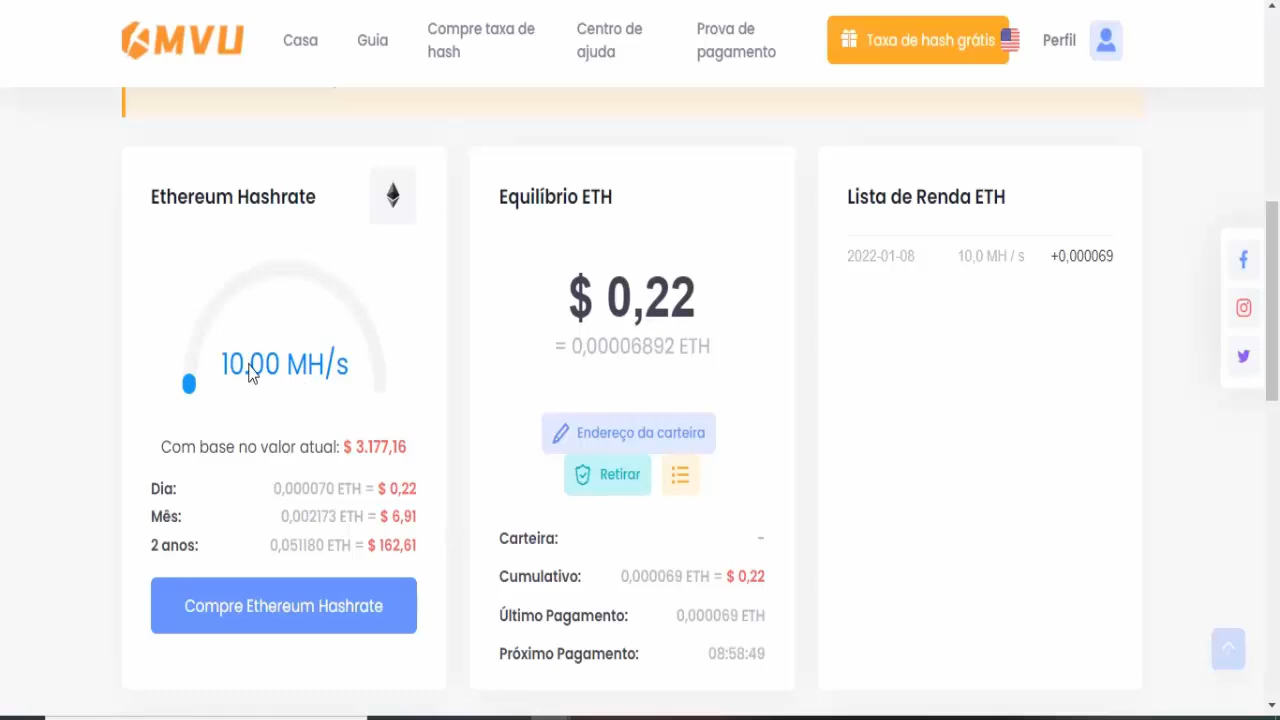 MVU
Casa
Guia
Compre taxa de
hash
Centro de
ajuda
Prova de
pagamento
Taxa de hash grátis
Perfil
Ethereum Hashrate
10.00 MH/s
Com base no valor atual: $ 3.177,16
Dia: 0,000070 ETH = $ 0,22
Mês: 0,002173 ETH = $ 6,91
2 anos: 0,051180 ETH = $ 162,61
Compre Ethereum Hashrate
Equilíbrio ETH
$ 0,22
= 0,00006892 ETH
Endereço da carteira
Retirar
Carteira: -
Cumulativo: 0,000069 ETH = $ 0,22
Último Pagamento: 0,000069 ETH
Próximo Pagamento: 08:58:49
Lista de Renda ETH
2022-01-08 10,0 MH / s +0,000069